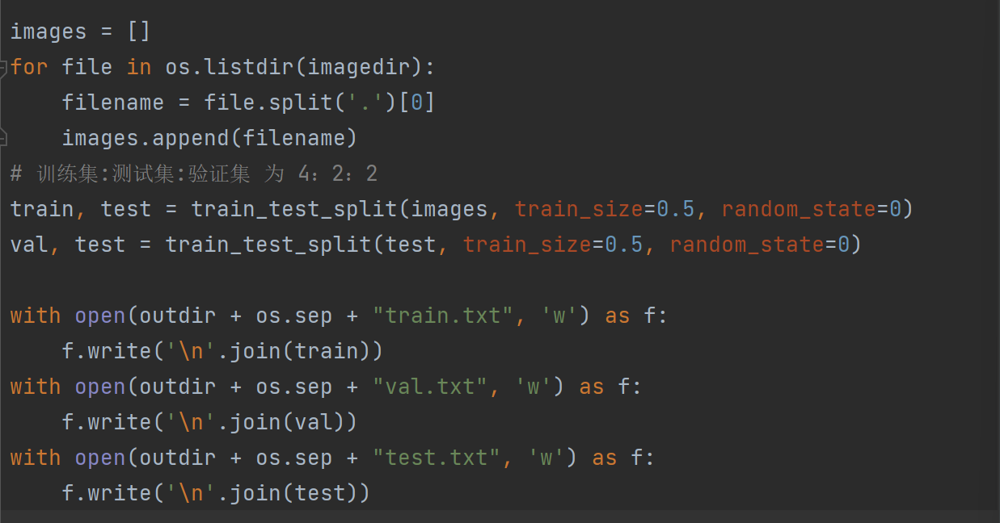 images = []
for file in os.listdir(imagedir):
    filename = file.split('.')[0]
    images.append(filename)
# 训练集:测试集:验证集 为 4：2：2
train, test = train_test_split(images, train_size=0.5, random_state=0)
val, test = train_test_split(test, train_size=0.5, random_state=0)

with open(outdir + os.sep + "train.txt", 'w') as f:
    f.write('\n'.join(train))
with open(outdir + os.sep + "val.txt", 'w') as f:
    f.write('\n'.join(val))
with open(outdir + os.sep + "test.txt", 'w') as f:
    f.write('\n'.join(test))